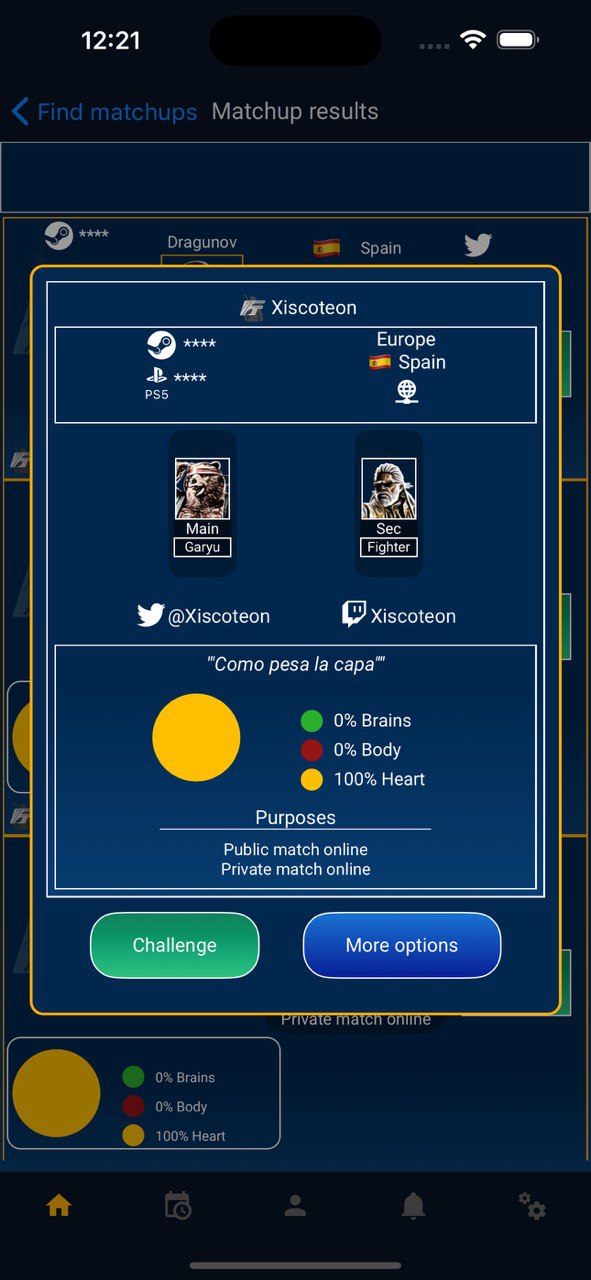 12:21
Find matchups
Matchup results
****
Dragunov
Spain
Xiscoteon
****
****
PS5
Europe
Spain
Main
Garyu
Sec
Fighter
@Xiscoteon
Xiscoteon
"'Como pesa la capa'"
0% Brains
0% Body
100% Heart
Purposes
Public match online
Private match online
Challenge
More options
Private match online
0% Brains
0% Body
100% Heart